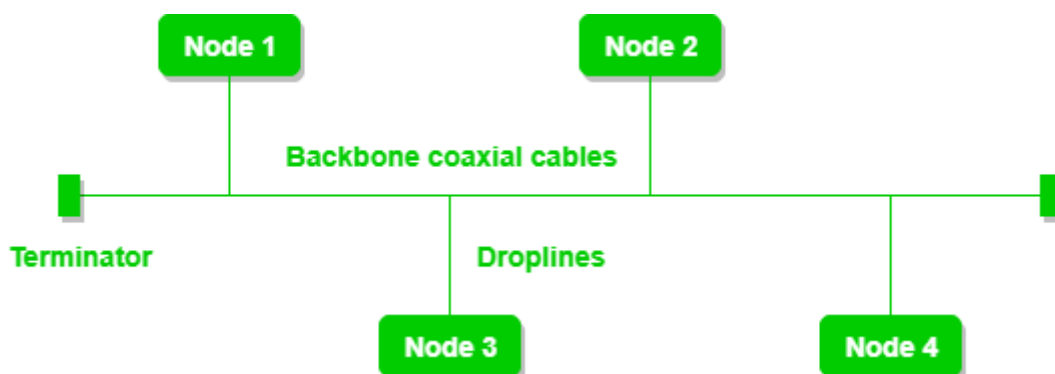 Node 1
Node 2
Backbone coaxial cables
Terminator
Droplines
Node 3
Node 4